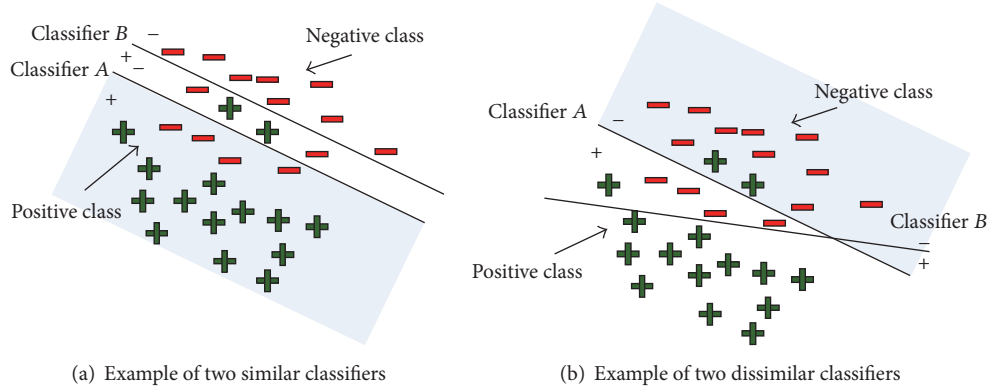 Classifier B
−
Negative class
+
−
Classifier A
+
Positive class
(a) Example of two similar classifiers
Negative class
Classifier A
−
+
Classifier B
−
+
Positive class
(b) Example of two dissimilar classifiers